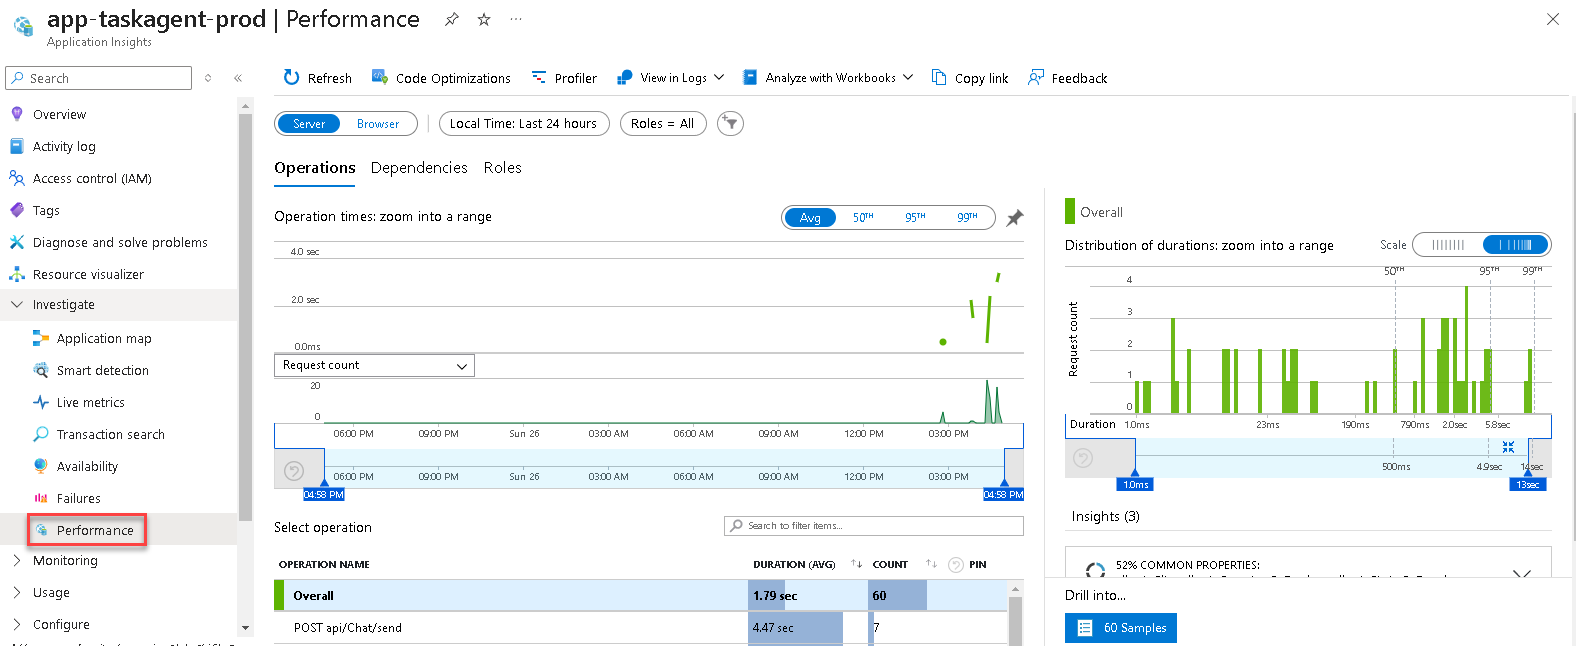 app-taskagent-prod | Performance
Application Insights
Search
Refresh
Code Optimizations
Profiler
View in Logs
Analyze with Workbooks
Copy link
Feedback
Overview
Activity log
Access control (IAM)
Tags
Diagnose and solve problems
Resource visualizer
Investigate
Application map
Smart detection
Live metrics
Transaction search
Availability
Failures
Performance
Monitoring
Usage
Configure
Server Browser
Local Time: Last 24 hours
Roles = All
Operations Dependencies Roles
Operation times: zoom into a range
Avg 50TH 95TH 99TH
4.0 sec
2.0 sec
0.0ms
Request count
20
0
06:00 PM 09:00 PM Sun 26 03:00 AM 06:00 AM 09:00 AM 12:00 PM 03:00 PM
06:00 PM 09:00 PM Sun 26 03:00 AM 06:00 AM 09:00 AM 12:00 PM 03:00 PM
04:58 PM 04:58 PM
Select operation
Search to filter items...
OPERATION NAME DURATION (AVG) COUNT PIN
Overall 1.79 sec 60
POST api/Chat/send 4.47 sec 7
Overall
Distribution of durations: zoom into a range
Scale
50TH 95TH 99TH
Request count
4
3
2
1
0
Duration 1.0ms 23ms 190ms 790ms 2.0sec 5.8sec
500ms 4.9sec 14sec
1.0ms 13sec
Insights (3)
52% COMMON PROPERTIES:
Drill into...
60 Samples